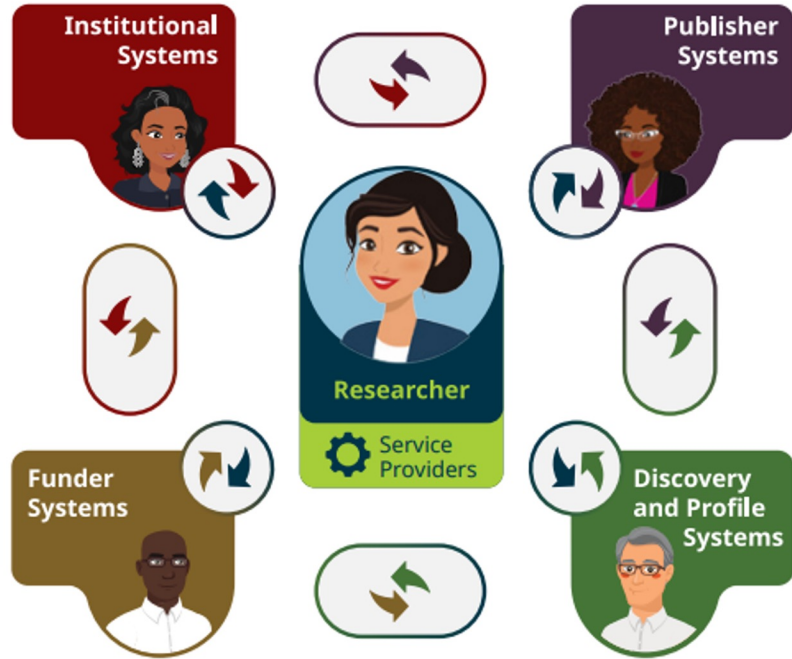 Institutional
Systems
Publisher
Systems
Researcher
Service
Providers
Funder
Systems
Discovery
and Profile
Systems